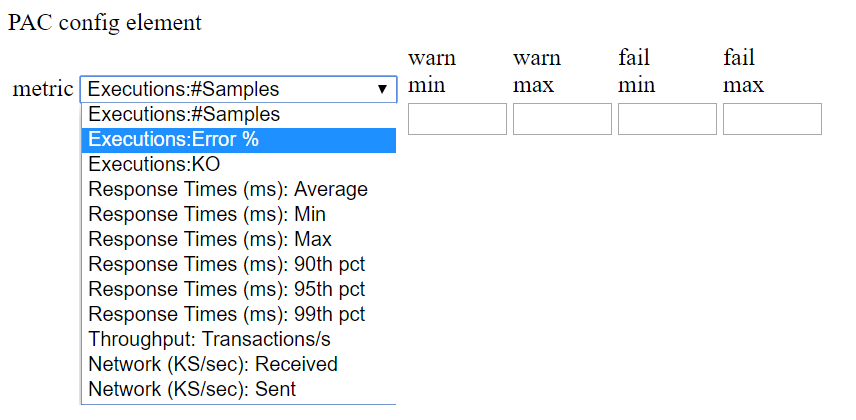 PAC config element
warn warn fail fail
metric Executions:#Samples ▼ min max min max
Executions:#Samples
Executions:Error %
Executions:KO
Response Times (ms): Average
Response Times (ms): Min
Response Times (ms): Max
Response Times (ms): 90th pct
Response Times (ms): 95th pct
Response Times (ms): 99th pct
Throughput: Transactions/s
Network (KS/sec): Received
Network (KS/sec): Sent